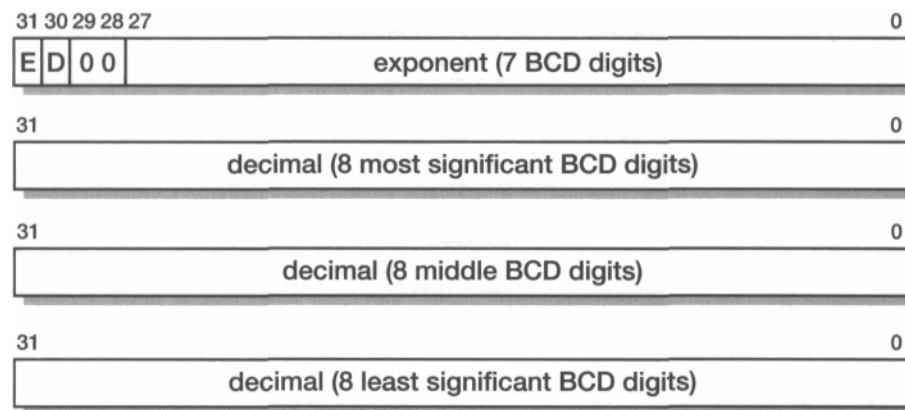 31 30 29 28 27 0
E D 0 0 exponent (7 BCD digits)
31 0
decimal (8 most significant BCD digits)
31 0
decimal (8 middle BCD digits)
31 0
decimal (8 least significant BCD digits)